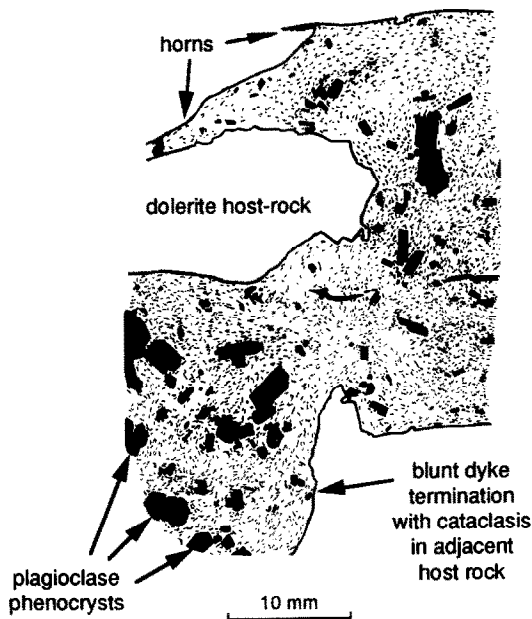 horns
dolerite host-rock
blunt dyke
termination
with cataclasis
in adjacent
host rock
plagioclase
phenocrysts
10 mm